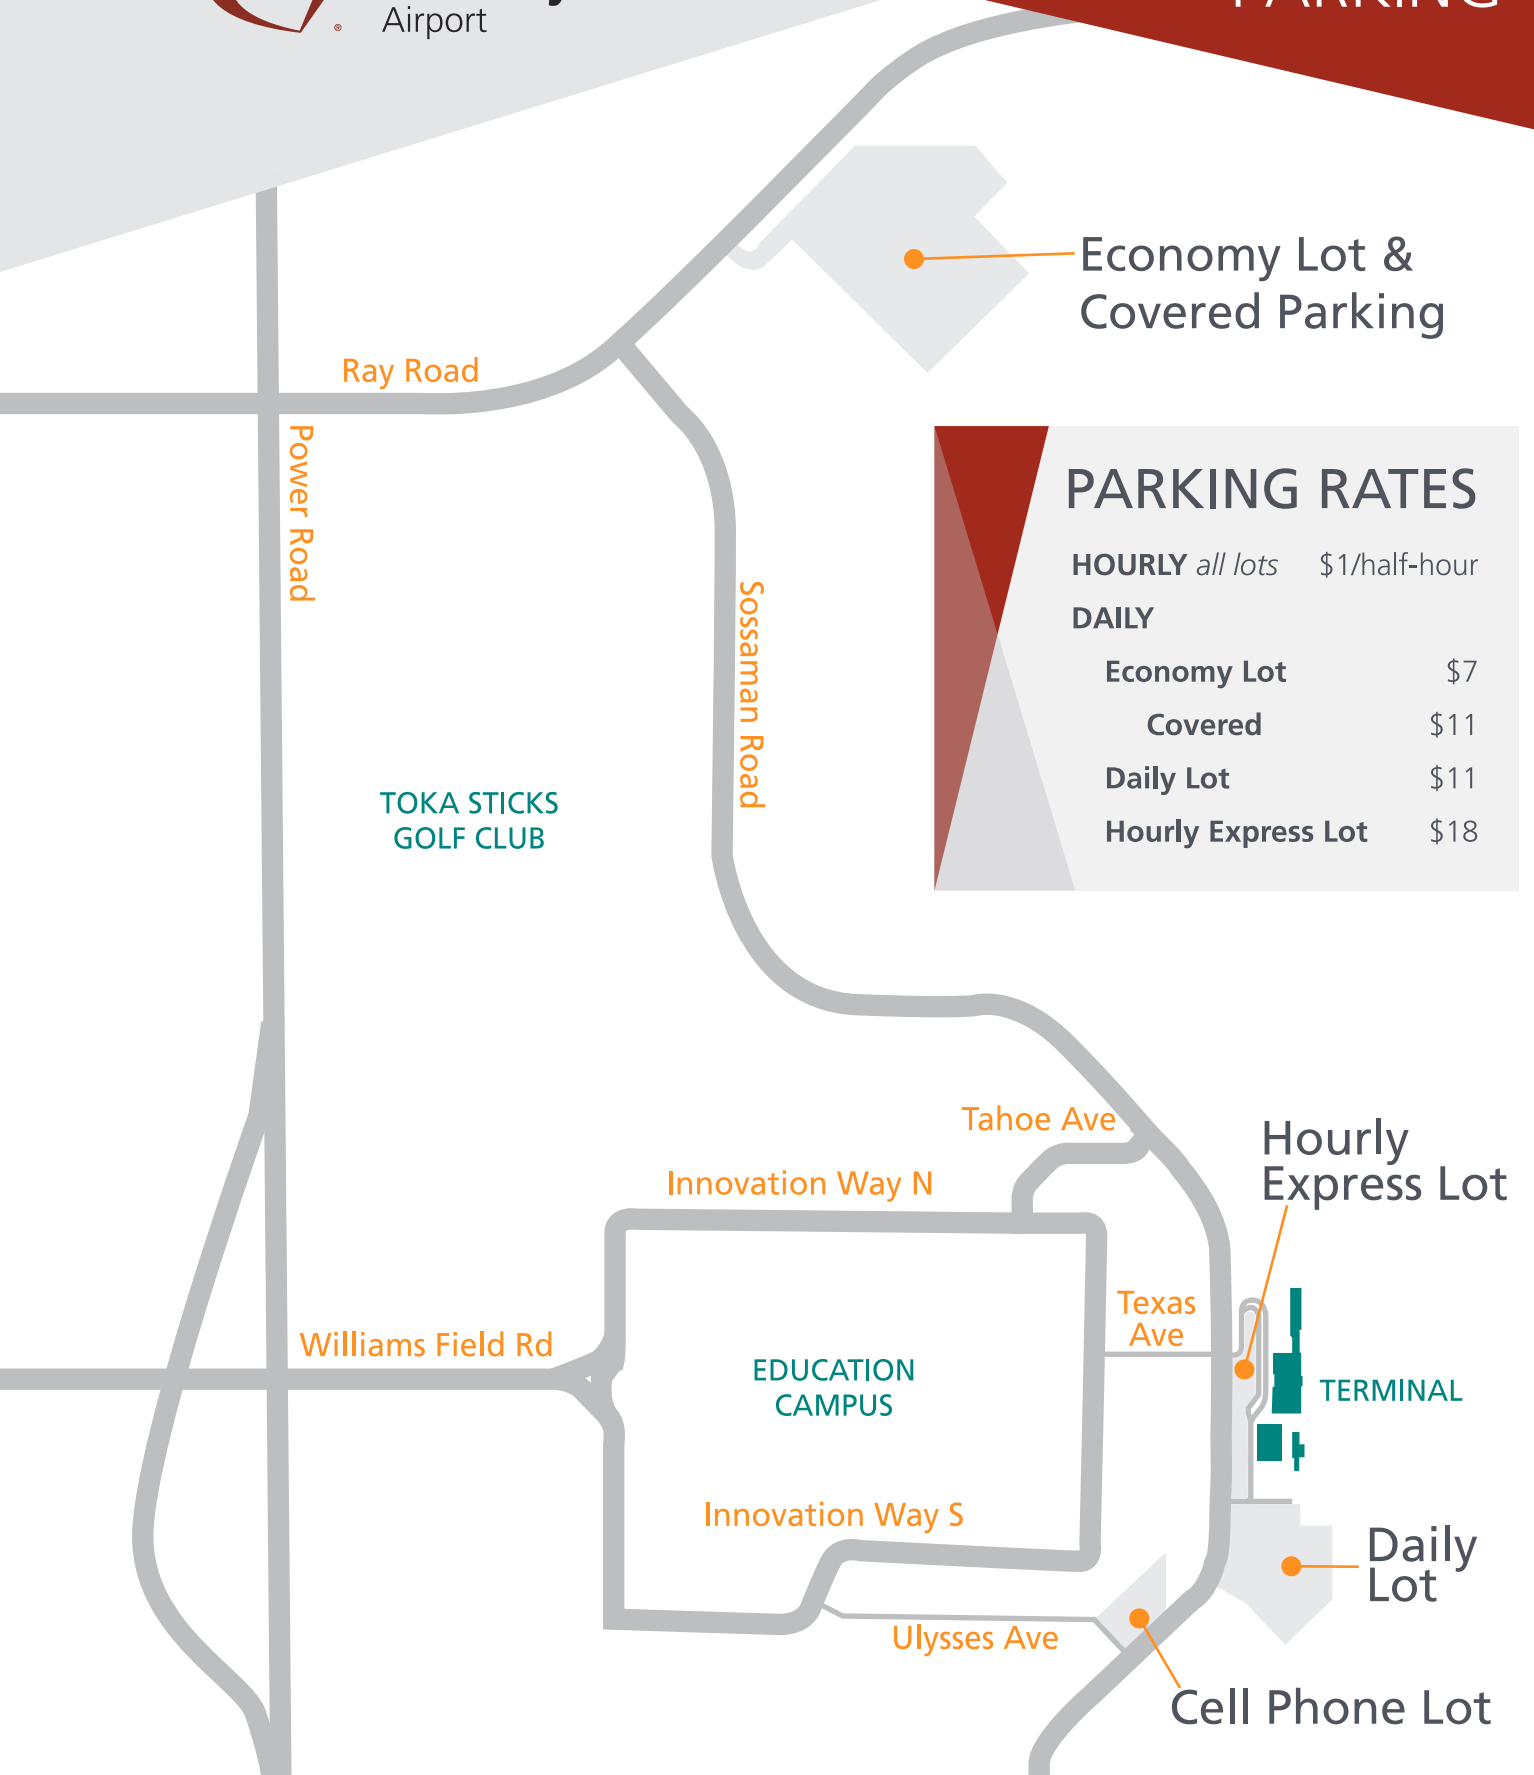 ®
Airport
PARKING
Economy Lot &
Covered Parking
Ray Road
Power Road
PARKING RATES
HOURLY all lots $1/half-hour
DAILY
Economy Lot $7
Covered $11
Daily Lot $11
Hourly Express Lot $18
Sossaman Road
TOKA STICKS
GOLF CLUB
Tahoe Ave
Hourly
Express Lot
Innovation Way N
Texas
Ave
Williams Field Rd
EDUCATION
CAMPUS
TERMINAL
Innovation Way S
Daily
Lot
Ulysses Ave
Cell Phone Lot